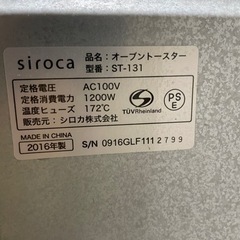 siroca
品名：オーブントースター
型番：ST-131
定格電圧 AC100V
定格消費電力 1200W
温度ヒューズ 172℃
販売元 シロカ株式会社
TÜVRheinland
PS
E
MADE IN CHINA
2016年製
S/N 0916GLF1112799